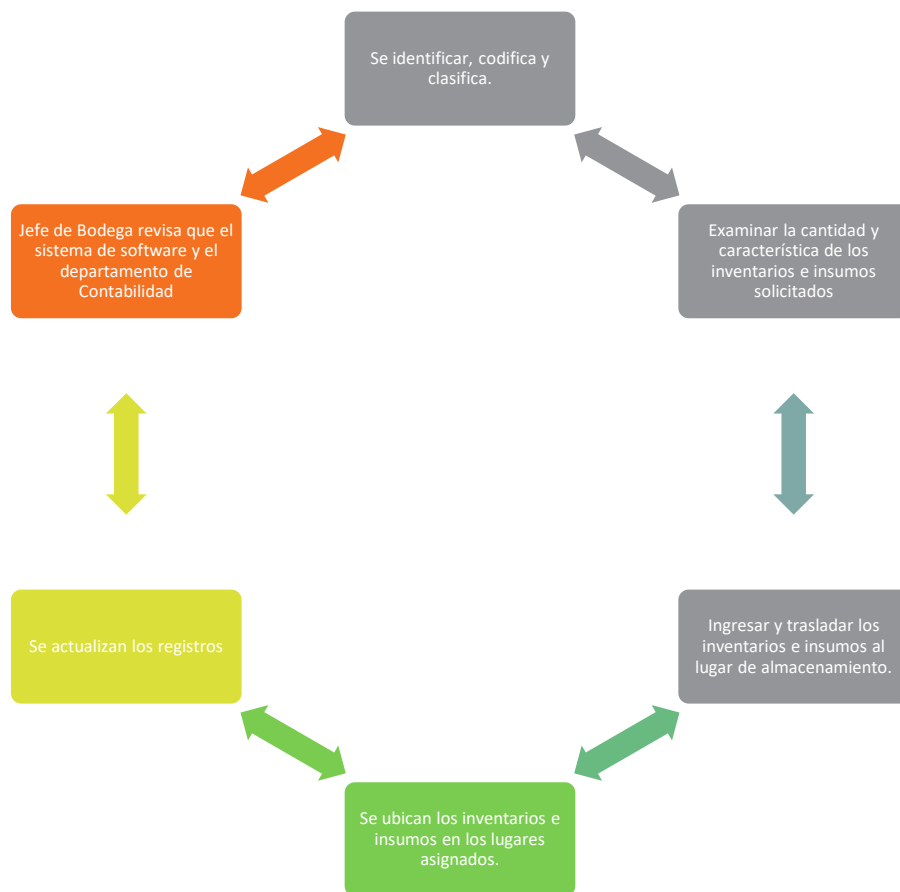 Se identificar, codifica y
clasifica.
Examinar la cantidad y
característica de los
inventarios e insumos
solicitados
Ingresar y trasladar los
inventarios e insumos al
lugar de almacenamiento.
Se ubican los inventarios e
insumos en los lugares
asignados.
Se actualizan los registros
Jefe de Bodega revisa que el
sistema de software y el
departamento de
Contabilidad